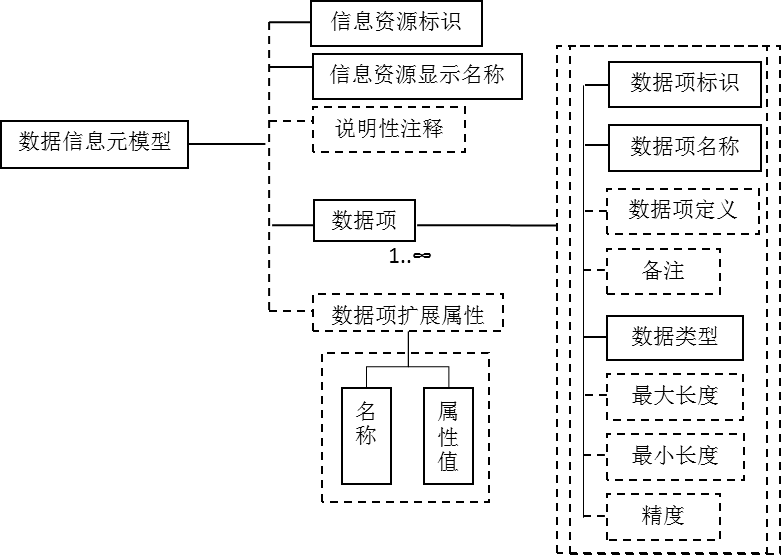 数据信息元模型
信息资源标识
信息资源显示名称
说明性注释
数据项
1..∞
数据项扩展属性
名称
属性值
数据项标识
数据项名称
数据项定义
备注
数据类型
最大长度
最小长度
精度